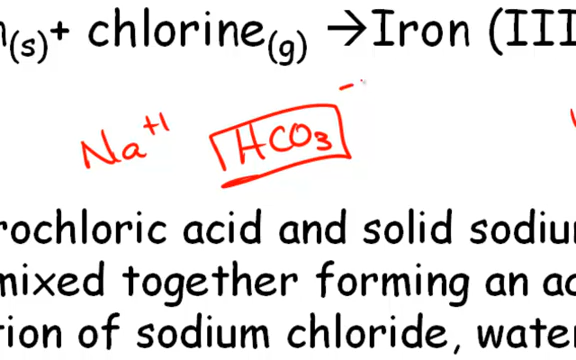 (s)+ chlorine(g) →Iron (III
Na+1 HCO3 -
rochloric acid and solid sodiu
mixed together forming an a
tion of sodium chloride, water